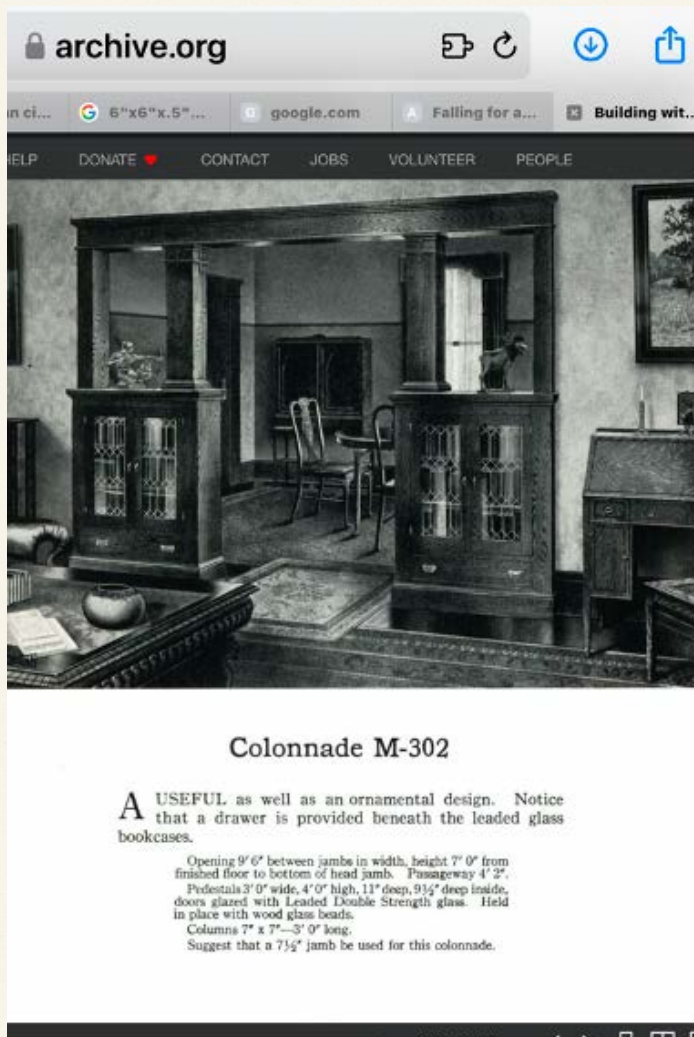 archive.org
n ci...
6"x6"x.5"...
google.com
Falling for a...
Building wit...
HELP
DONATE
CONTACT
JOBS
VOLUNTEER
PEOPLE
Colonnade M-302
A USEFUL as well as an ornamental design. Notice
that a drawer is provided beneath the leaded glass
bookcases.
Opening 9' 6" between jambs in width, height 7' 0" from
finished floor to bottom of head jamb. Passageway 4' 2".
Pedestals 3' 0" wide, 4' 0" high, 11" deep, 9½" deep inside,
doors glazed with Leaded Double Strength glass. Held
in place with wood glass beads.
Columns 7" x 7"—3' 0" long.
Suggest that a 7½" jamb be used for this colonnade.